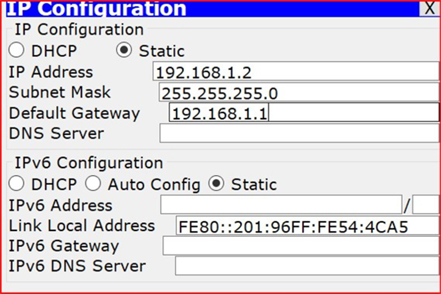 IP Configuration X
IP Configuration
DHCP Static
IP Address 192.168.1.2
Subnet Mask 255.255.255.0
Default Gateway 192.168.1.1
DNS Server
IPv6 Configuration
DHCP Auto Config Static
IPv6 Address /
Link Local Address FE80::201:96FF:FE54:4CA5
IPv6 Gateway
IPv6 DNS Server